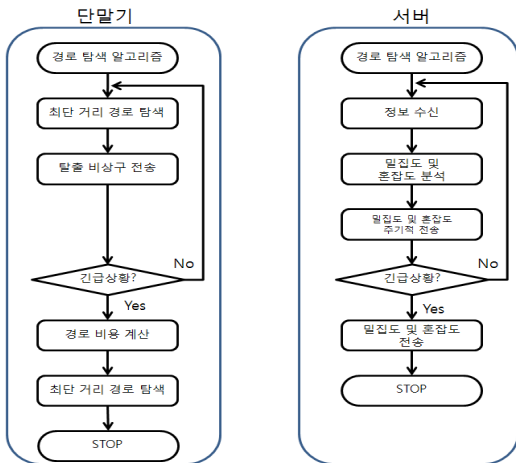 단말기
경로 탐색 알고리즘
최단 거리 경로 탐색
탈출 비상구 전송
긴급상황?
No
Yes
경로 비용 계산
최단 거리 경로 탐색
STOP
서버
경로 탐색 알고리즘
정보 수신
밀집도 및
혼잡도 분석
밀집도 및 혼잡도
주기적 전송
긴급상황?
No
Yes
밀집도 및 혼잡도
전송
STOP